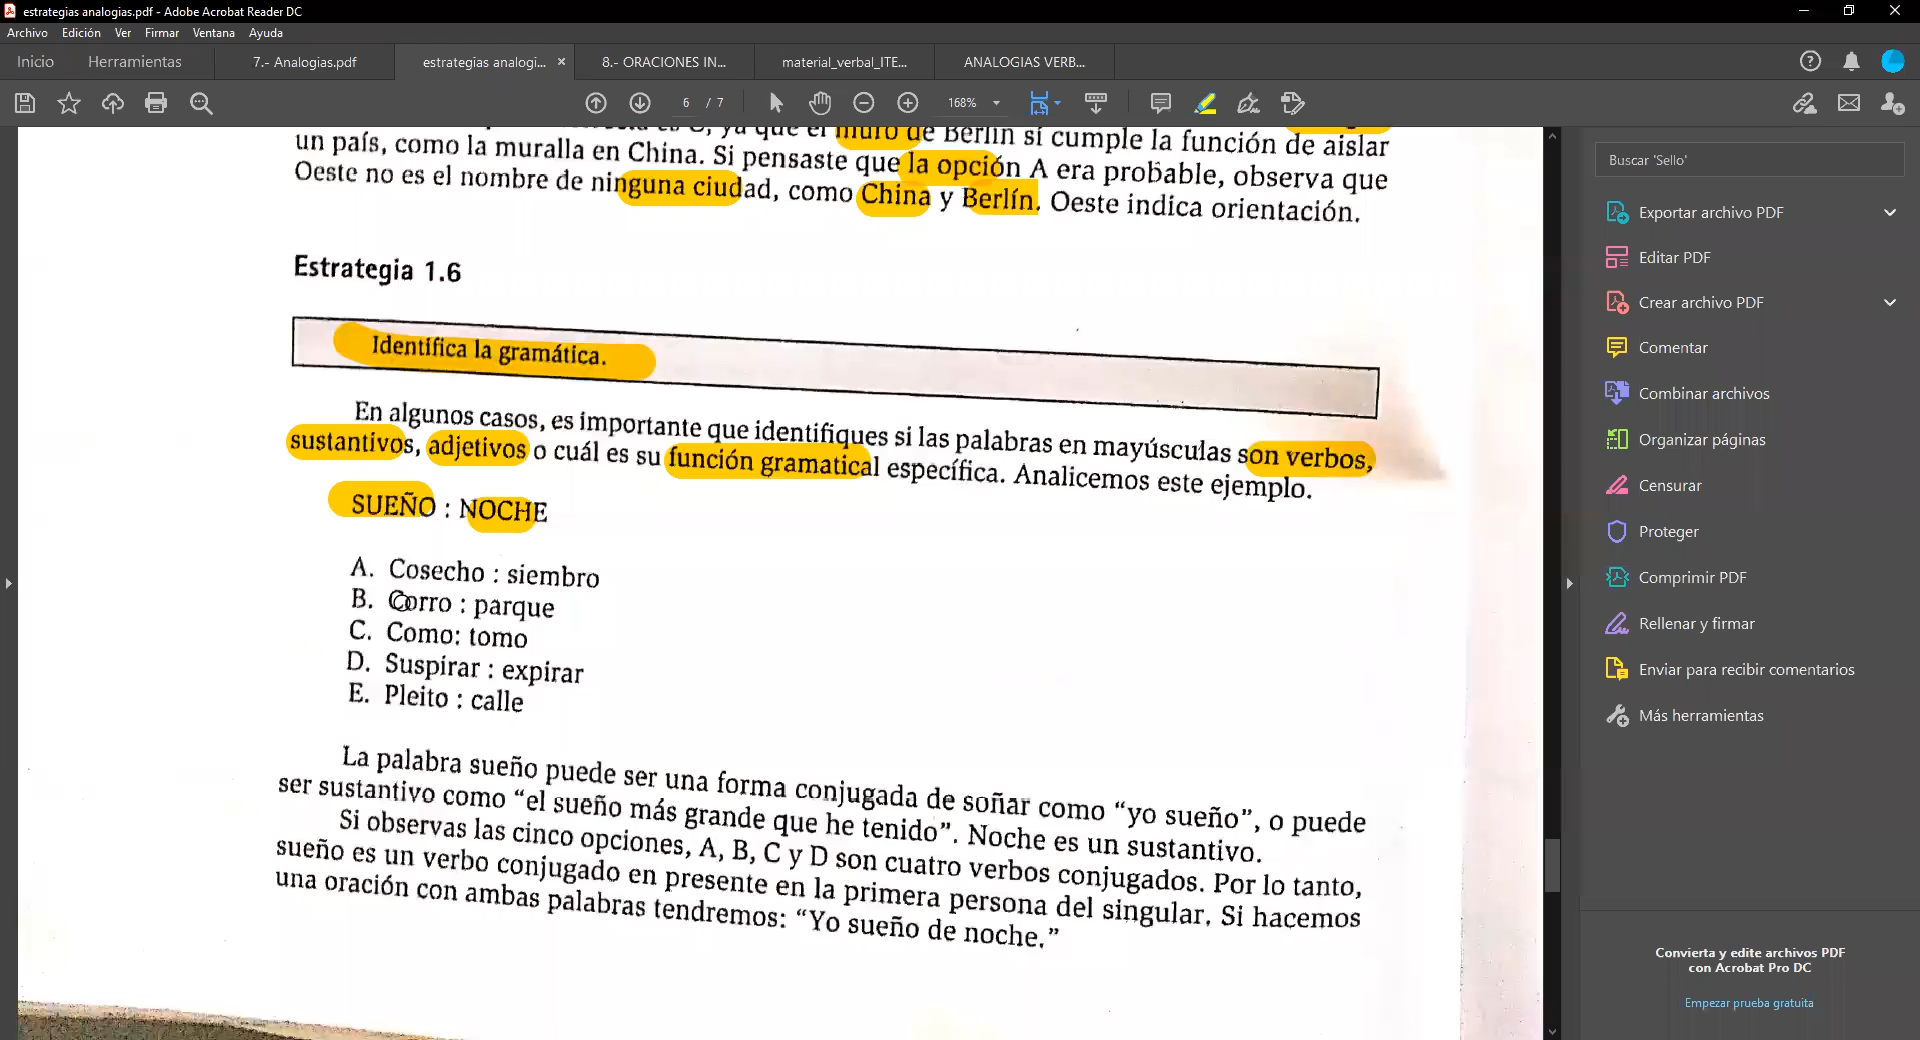 estrategias analogias.pdf - Adobe Acrobat Reader DC
Archivo Edición Ver Firmar Ventana Ayuda
Inicio Herramientas 7.- Analogias.pdf estrategias analogi... × 8.- ORACIONES IN... material_verbal_ITE... ANALOGIAS VERB...
6 / 7 168%
muro de Berlín sí cumple la función de aislar
un país, como la muralla en China. Si pensaste que la opción A era probable, observa que
Oeste no es el nombre de ninguna ciudad, como China y Berlín. Oeste indica orientación.
Estrategia 1.6
Identifica la gramática.
En algunos casos, es importante que identifiques si las palabras en mayúsculas son verbos,
sustantivos, adjetivos o cuál es su función gramatical específica. Analicemos este ejemplo.
SUEÑO : NOCHE
A. Cosecho : siembro
B. Corro : parque
C. Como: tomo
D. Suspirar : expirar
E. Pleito : calle
La palabra sueño puede ser una forma conjugada de soñar como “yo sueño”, o puede
ser sustantivo como “el sueño más grande que he tenido”. Noche es un sustantivo.
Si observas las cinco opciones, A, B, C y D son cuatro verbos conjugados. Por lo tanto,
sueño es un verbo conjugado en presente en la primera persona del singular. Si hacemos
una oración con ambas palabras tendremos: “Yo sueño de noche.”
Buscar 'Sello'
Exportar archivo PDF
Editar PDF
Crear archivo PDF
Comentar
Combinar archivos
Organizar páginas
Censurar
Proteger
Comprimir PDF
Rellenar y firmar
Enviar para recibir comentarios
Más herramientas
Convierta y edite archivos PDF
con Acrobat Pro DC
Empezar prueba gratuita